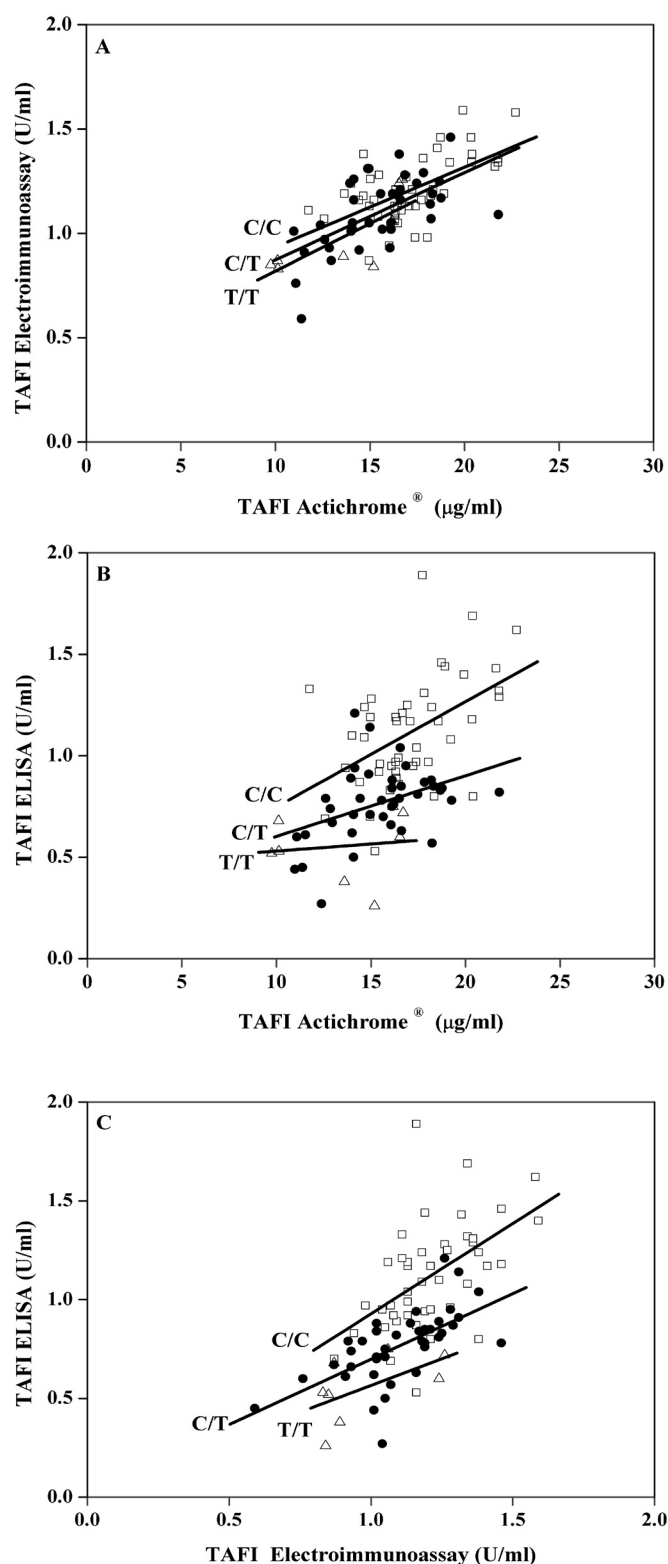 A
TAFI Electroimmunoassay (U/ml)
2.0
1.5
1.0
0.5
0.0
C/C
C/T
T/T
0 5 10 15 20 25 30
TAFI Actichrome ® (μg/ml)
B
TAFI ELISA (U/ml)
2.0
1.5
1.0
0.5
0.0
C/C
C/T
T/T
0 5 10 15 20 25 30
TAFI Actichrome ® (μg/ml)
C
TAFI ELISA (U/ml)
2.0
1.5
1.0
0.5
0.0
C/C
C/T
T/T
0.0 0.5 1.0 1.5 2.0
TAFI Electroimmunoassay (U/ml)